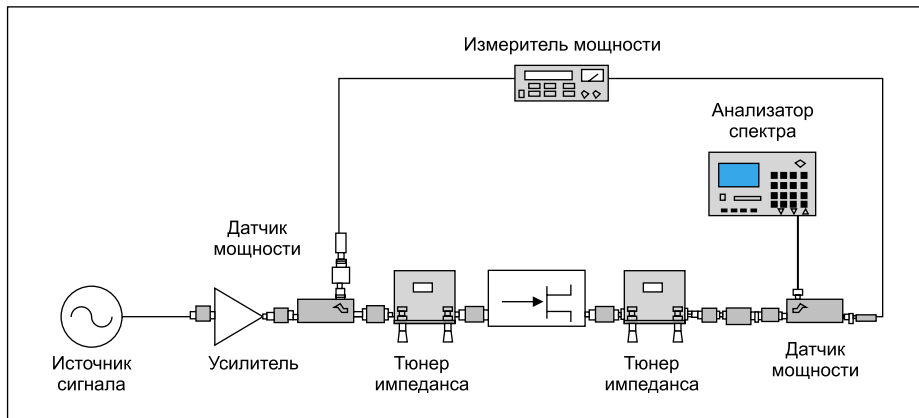 Измеритель мощности
Анализатор
спектра
Датчик
мощности
Источник
сигнала
Усилитель
Тюнер
импеданса
Тюнер
импеданса
Датчик
мощности